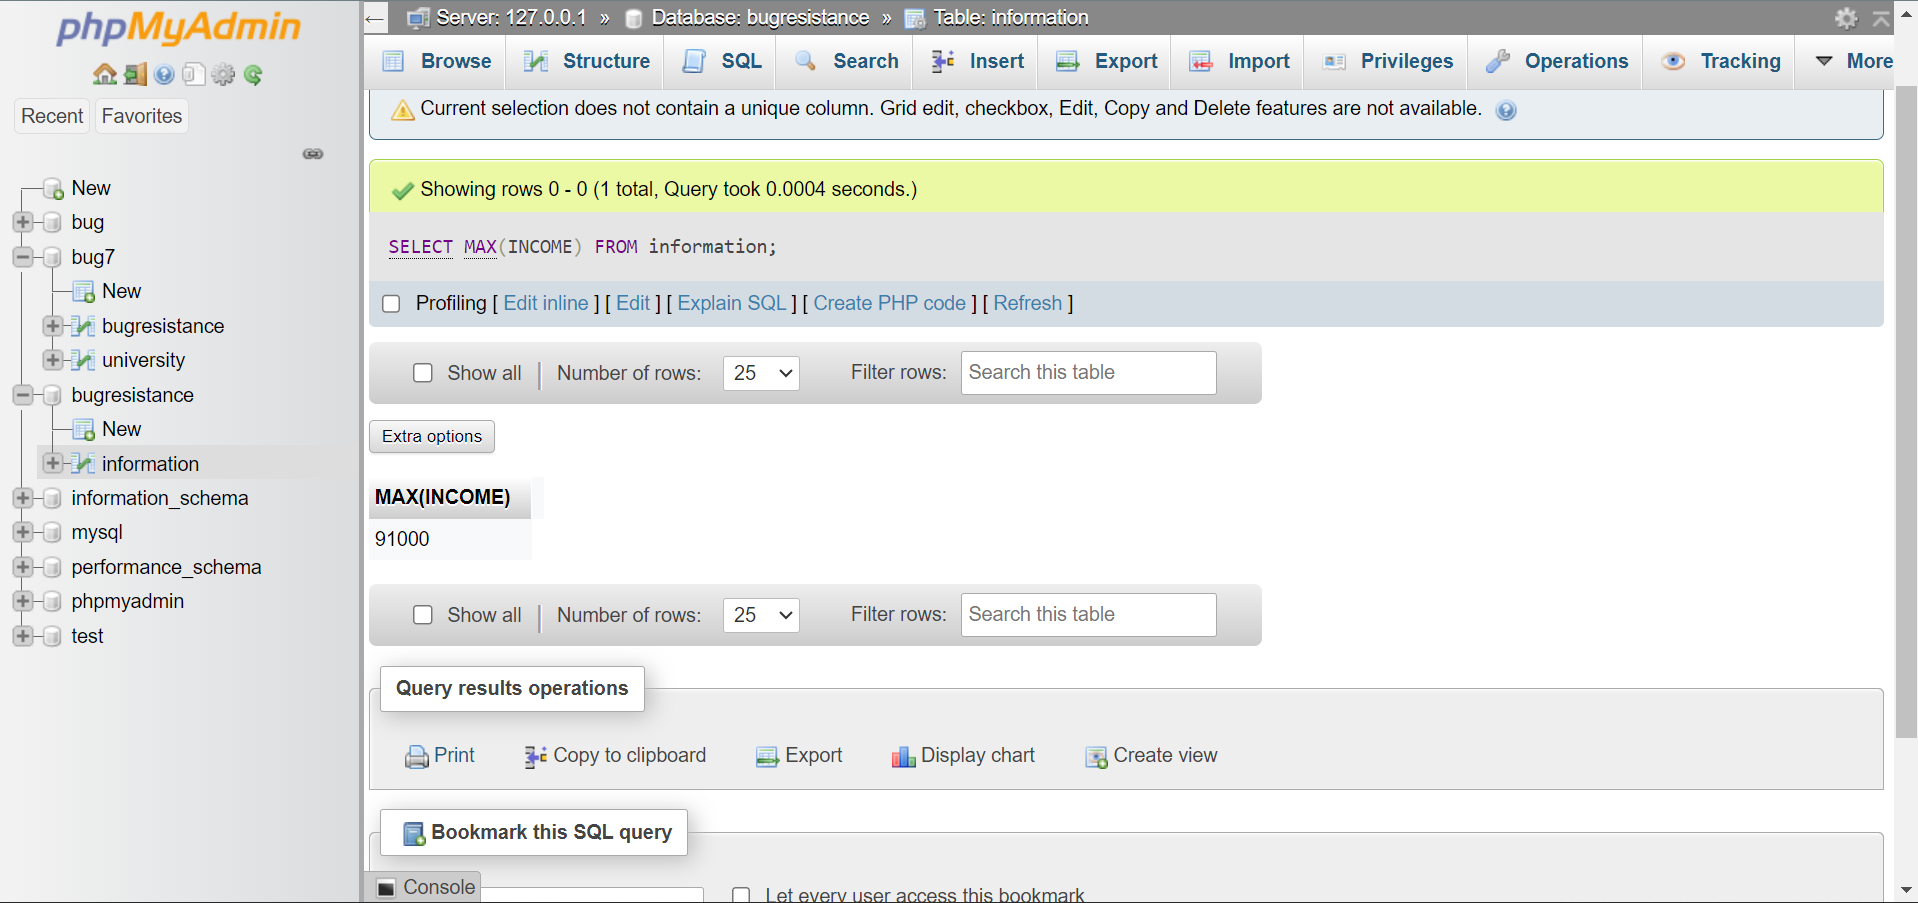 phpMyAdmin
Recent Favorites
New
bug
bug7
New
bugresistance
university
bugresistance
New
information
information_schema
mysql
performance_schema
phpmyadmin
test
Server: 127.0.0.1 » Database: bugresistance » Table: information
Browse Structure SQL Search Insert Export Import Privileges Operations Tracking More
Current selection does not contain a unique column. Grid edit, checkbox, Edit, Copy and Delete features are not available.
Showing rows 0 - 0 (1 total, Query took 0.0004 seconds.)
SELECT MAX(INCOME) FROM information;
Profiling [ Edit inline ] [ Edit ] [ Explain SQL ] [ Create PHP code ] [ Refresh ]
Show all | Number of rows: 25 Filter rows: Search this table
Extra options
MAX(INCOME)
91000
Show all | Number of rows: 25 Filter rows: Search this table
Query results operations
Print Copy to clipboard Export Display chart Create view
Bookmark this SQL query
Console
Let every user access this bookmark